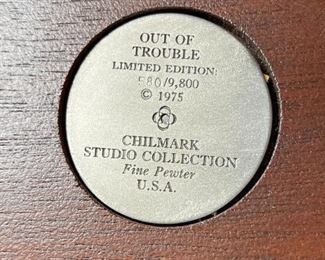 OUT OF
TROUBLE
LIMITED EDITION:
580/9,800
© 1975
CHILMARK
STUDIO COLLECTION
Fine Pewter
U.S.A.